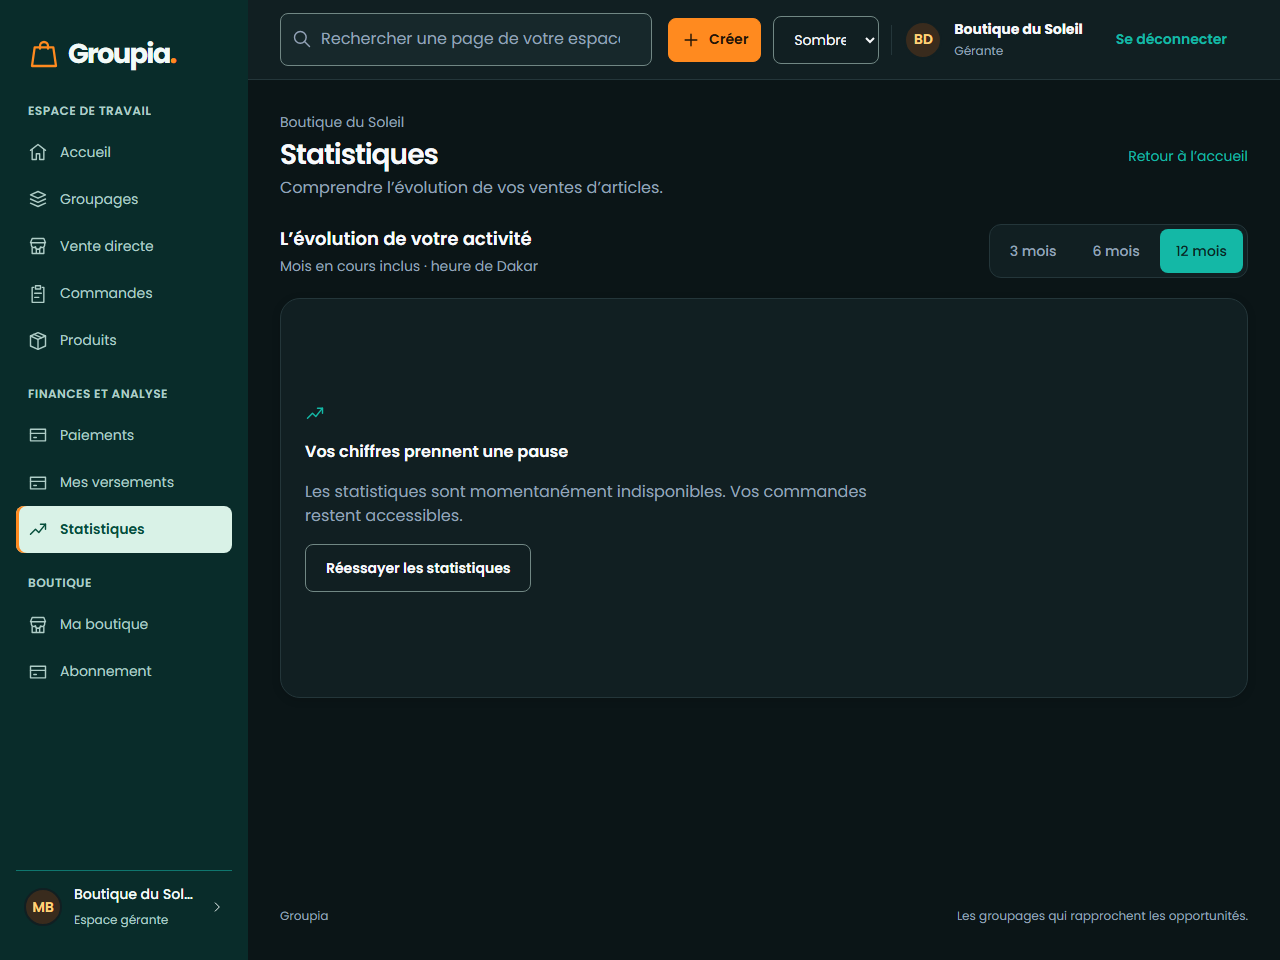 Groupia.
ESPACE DE TRAVAIL
Accueil
Groupages
Vente directe
Commandes
Produits
FINANCES ET ANALYSE
Paiements
Mes versements
Statistiques
BOUTIQUE
Ma boutique
Abonnement
MB
Boutique du Sol...
Espace gérante
Rechercher une page de votre espac
Créer
Sombre
BD
Boutique du Soleil
Gérante
Se déconnecter
Boutique du Soleil
Statistiques
Retour à l’accueil
Comprendre l’évolution de vos ventes d’articles.
L’évolution de votre activité
Mois en cours inclus · heure de Dakar
3 mois
6 mois
12 mois
Vos chiffres prennent une pause
Les statistiques sont momentanément indisponibles. Vos commandes
restent accessibles.
Réessayer les statistiques
Groupia
Les groupages qui rapprochent les opportunités.